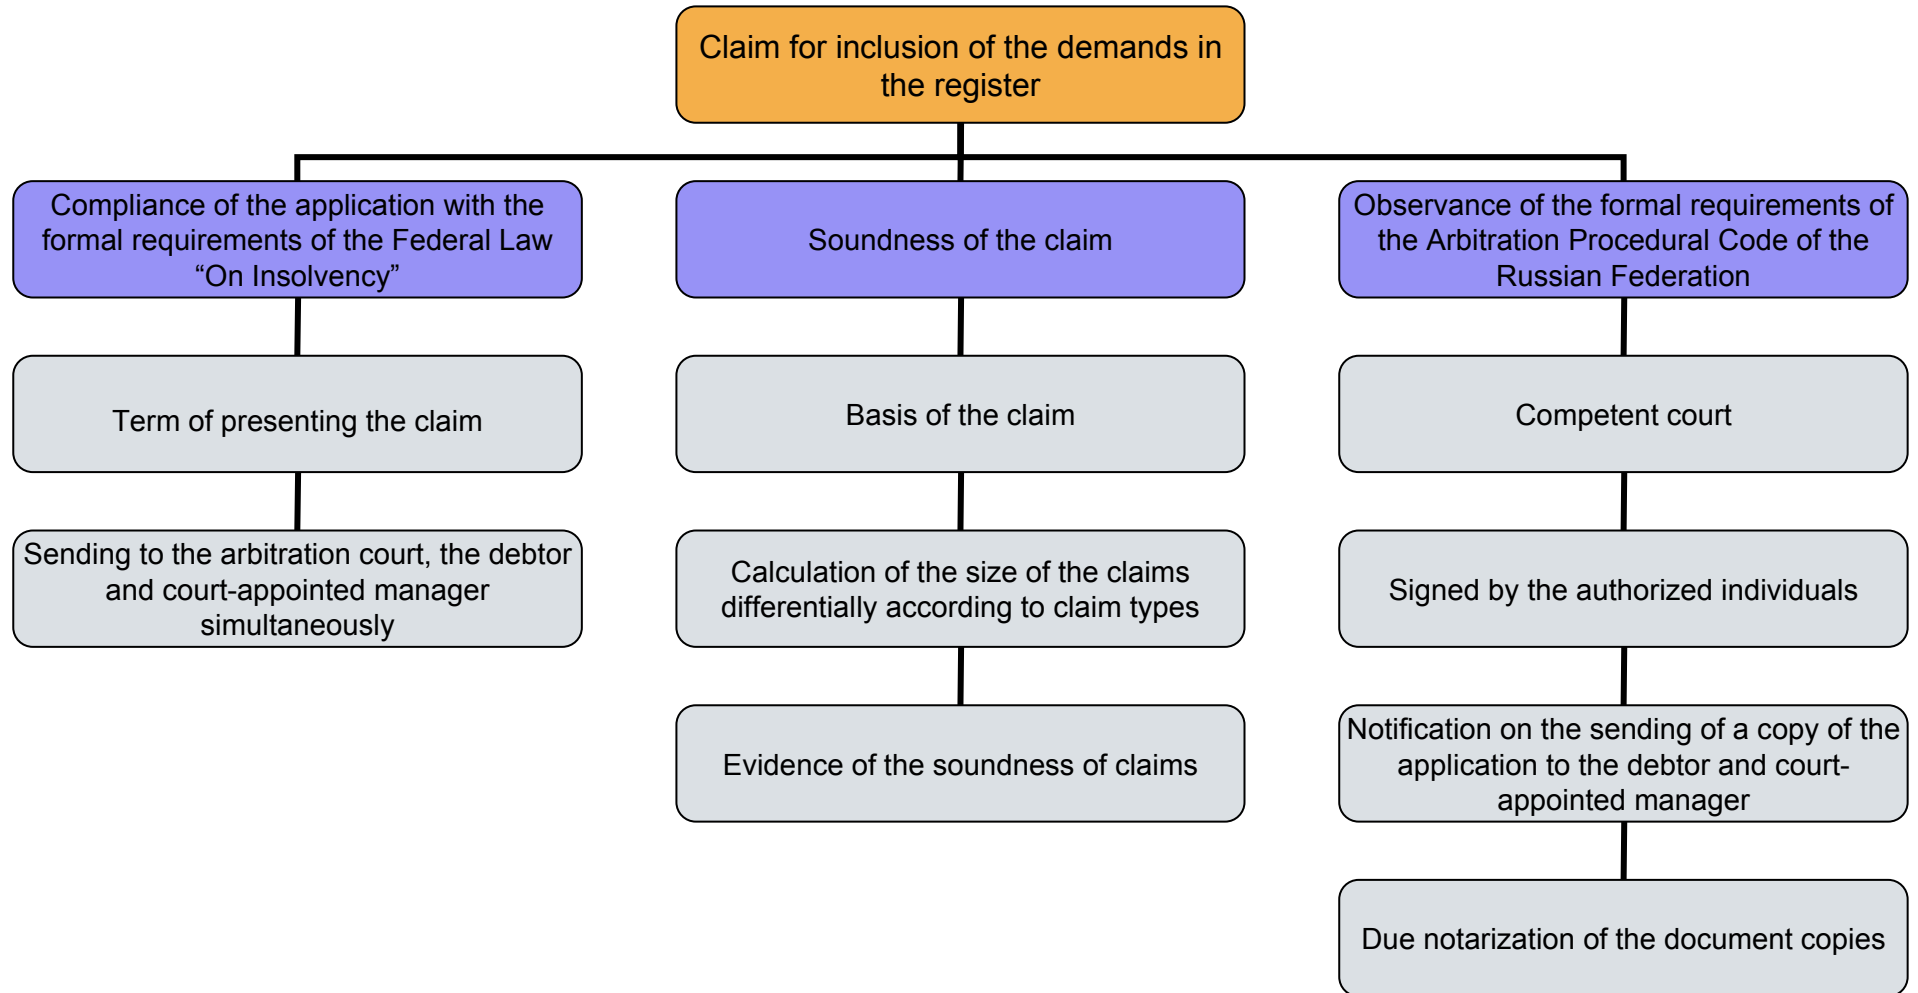 Claim for inclusion of the demands in
the register
Compliance of the application with the
formal requirements of the Federal Law
“On Insolvency”
Soundness of the claim
Observance of the formal requirements of
the Arbitration Procedural Code of the
Russian Federation
Term of presenting the claim
Basis of the claim
Competent court
Sending to the arbitration court, the debtor
and court-appointed manager
simultaneously
Calculation of the size of the claims
differentially according to claim types
Signed by the authorized individuals
Evidence of the soundness of claims
Notification on the sending of a copy of the
application to the debtor and court-
appointed manager
Due notarization of the document copies